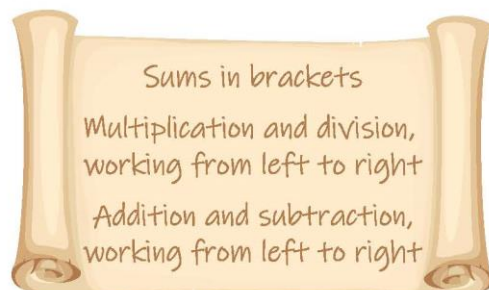 Sums in brackets
Multiplication and division,
working from left to right
Addition and subtraction,
working from left to right